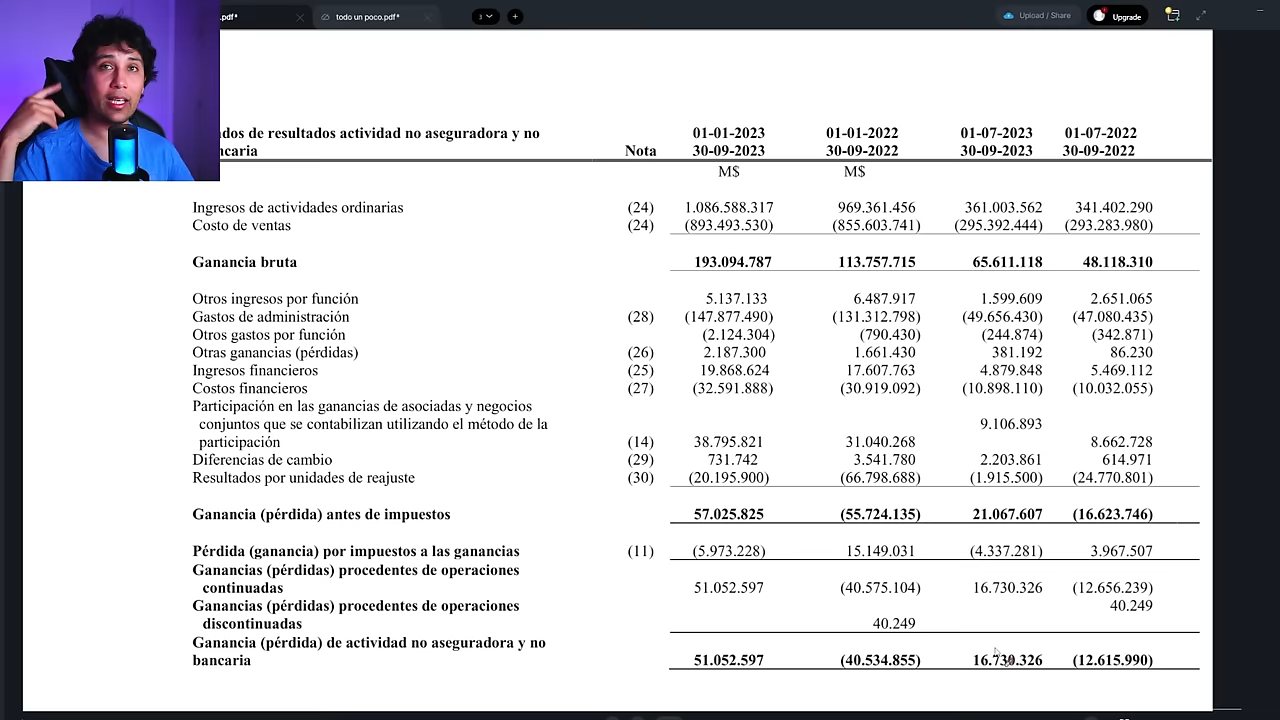 .pdf*
todo un poco.pdf*
3
Upload / Share
Upgrade
ados de resultados actividad no aseguradora y no ncaria Nota 01-01-2023 30-09-2023 01-01-2022 30-09-2022 01-07-2023 30-09-2023 01-07-2022 30-09-2022
M$ M$
Ingresos de actividades ordinarias (24) 1.086.588.317 969.361.456 361.003.562 341.402.290
Costo de ventas (24) (893.493.530) (855.603.741) (295.392.444) (293.283.980)
Ganancia bruta 193.094.787 113.757.715 65.611.118 48.118.310
Otros ingresos por función 5.137.133 6.487.917 1.599.609 2.651.065
Gastos de administración (28) (147.877.490) (131.312.798) (49.656.430) (47.080.435)
Otros gastos por función (2.124.304) (790.430) (244.874) (342.871)
Otras ganancias (pérdidas) (26) 2.187.300 1.661.430 381.192 86.230
Ingresos financieros (25) 19.868.624 17.607.763 4.879.848 5.469.112
Costos financieros (27) (32.591.888) (30.919.092) (10.898.110) (10.032.055)
Participación en las ganancias de asociadas y negocios
conjuntos que se contabilizan utilizando el método de la 9.106.893
participación (14) 38.795.821 31.040.268 8.662.728
Diferencias de cambio (29) 731.742 3.541.780 2.203.861 614.971
Resultados por unidades de reajuste (30) (20.195.900) (66.798.688) (1.915.500) (24.770.801)
Ganancia (pérdida) antes de impuestos 57.025.825 (55.724.135) 21.067.607 (16.623.746)
Pérdida (ganancia) por impuestos a las ganancias (11) (5.973.228) 15.149.031 (4.337.281) 3.967.507
Ganancias (pérdidas) procedentes de operaciones
continuadas 51.052.597 (40.575.104) 16.730.326 (12.656.239)
Ganancias (pérdidas) procedentes de operaciones 40.249
discontinuadas 40.249
Ganancia (pérdida) de actividad no aseguradora y no
bancaria 51.052.597 (40.534.855) 16.730.326 (12.615.990)